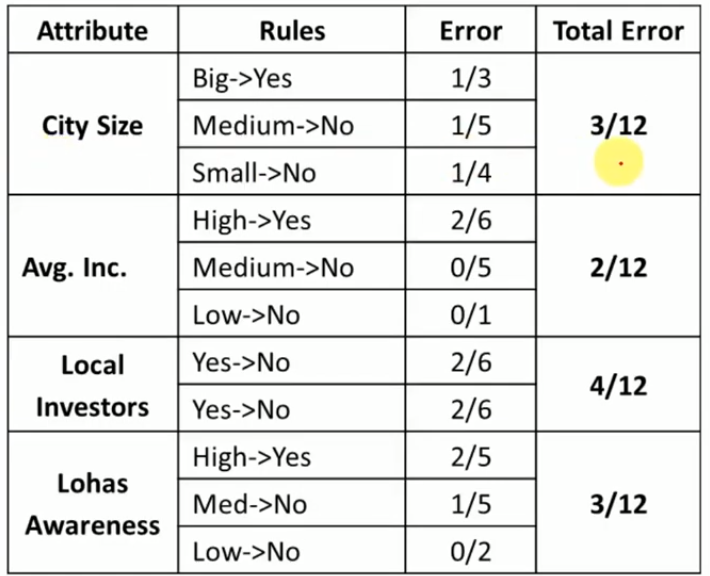 Attribute Rules Error Total Error
City Size
Big->Yes 1/3
Medium->No 1/5
Small->No 1/4
3/12
Avg. Inc.
High->Yes 2/6
Medium->No 0/5
Low->No 0/1
2/12
Local
Investors
Yes->No 2/6
Yes->No 2/6
4/12
Lohas
Awareness
High->Yes 2/5
Med->No 1/5
Low->No 0/2
3/12